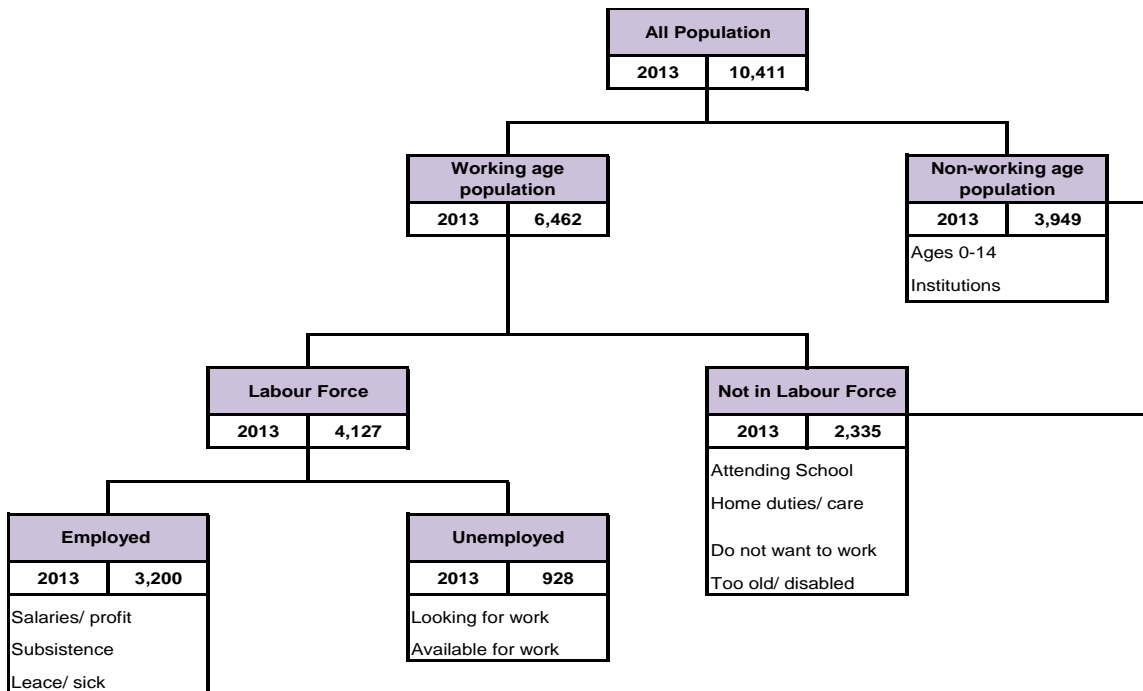 All Population
2013 10,411
Working age
population
2013 6,462
Non-working age
population
2013 3,949
Ages 0-14
Institutions
Labour Force
2013 4,127
Not in Labour Force
2013 2,335
Attending School
Home duties/ care
Do not want to work
Too old/ disabled
Employed
2013 3,200
Salaries/ profit
Subsistence
Leace/ sick
Unemployed
2013 928
Looking for work
Available for work